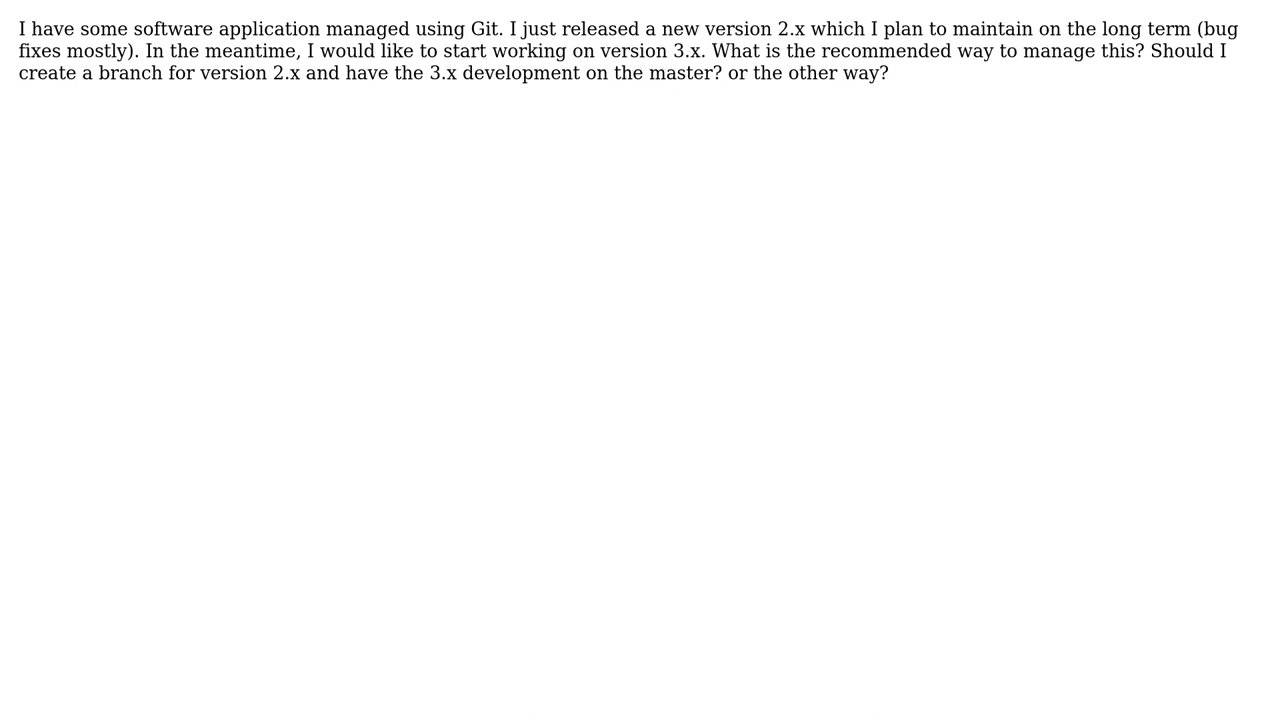 I have some software application managed using Git. I just released a new version 2.x which I plan to maintain on the long term (bug
fixes mostly). In the meantime, I would like to start working on version 3.x. What is the recommended way to manage this? Should I
create a branch for version 2.x and have the 3.x development on the master? or the other way?